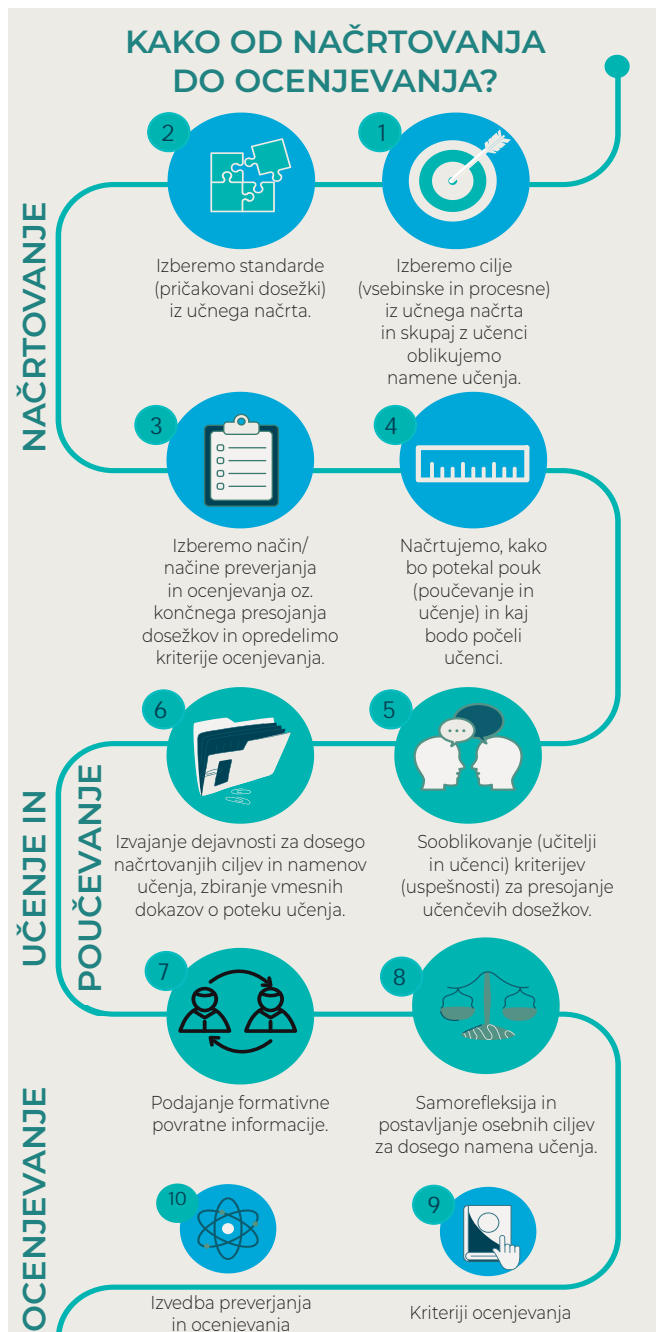 KAKO OD NAČRTOVANJA
DO OCENJEVANJA?
NAČRTOVANJE
1
Izberemo cilje
(vsebinske in procesne)
iz učnega načrta
in skupaj z učenci
oblikujemo
namene učenja.
2
Izberemo standarde
(pričakovani dosežki)
iz učnega načrta.
3
Izberemo način/
načine preverjanja
in ocenjevanja oz.
končnega presojanja
dosežkov in opredelimo
kriterije ocenjevanja.
4
Načrtujemo, kako
bo potekal pouk
(poučevanje in
učenje) in kaj
bodo počeli
učenci.
UČENJE IN
POUČEVANJE
5
Sooblikovanje (učitelji
in učenci) kriterijev
(uspešnosti) za presojanje
učenčevih dosežkov.
6
Izvajanje dejavnosti za dosego
načrtovanjih ciljev in namenov
učenja, zbiranje vmesnih
dokazov o poteku učenja.
7
Podajanje formativne
povratne informacije.
8
Samorefleksija in
postavljanje osebnih ciljev
za dosego namena učenja.
OCENJEVANJE
9
Kriteriji ocenjevanja
10
Izvedba preverjanja
in ocenjevanja